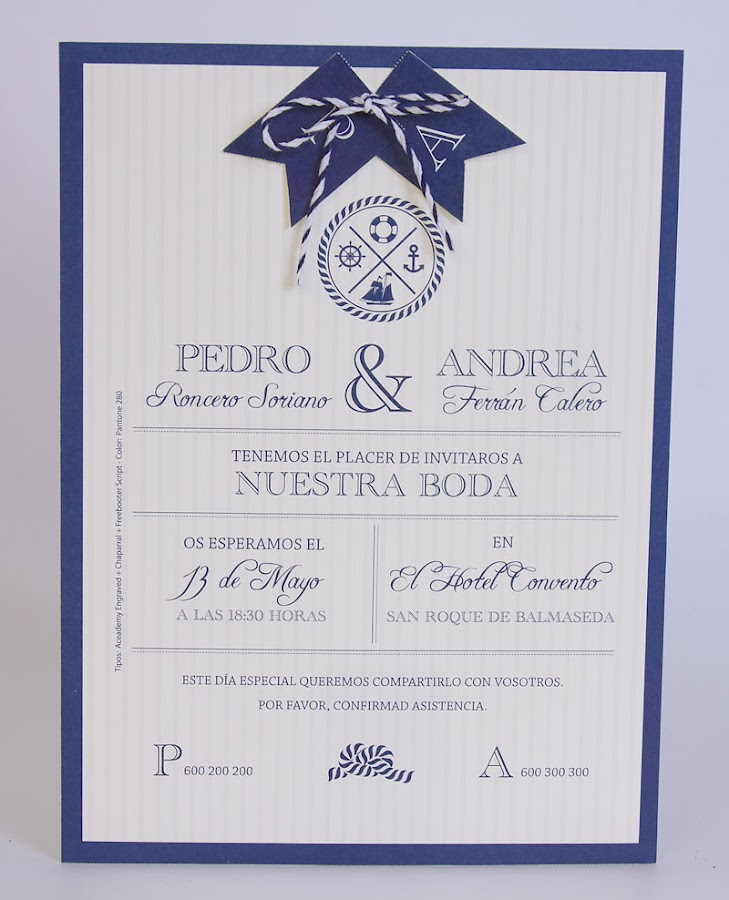 P A
PEDRO & ANDREA
Roncero Soriano Ferrán Calero
TENEMOS EL PLACER DE INVITAROS A
NUESTRA BODA
OS ESPERAMOS EL
13 de Mayo
A LAS 18:30 HORAS
EN
El Hotel Convento
SAN ROQUE DE BALMASEDA
ESTE DÍA ESPECIAL QUEREMOS COMPARTIRLO CON VOSOTROS.
POR FAVOR, CONFIRMAD ASISTENCIA.
P 600 200 200 A 600 300 300
Tipos: Aceademy Engraved + Chaparral + Freebooter Script - Color: Pantone 280